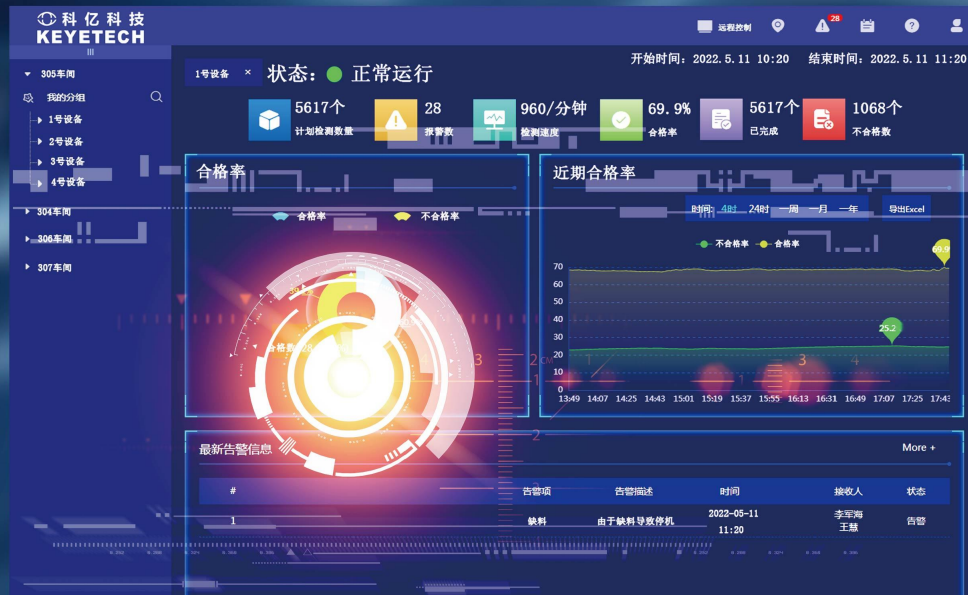 科亿科技
KEYETECH
远程控制
28
305车间
我的分组
1号设备
2号设备
3号设备
4号设备
304车间
306车间
307车间
开始时间: 2022.5.11 10:20 结束时间: 2022.5.11 11:20
1号设备 × 状态: 正常运行
5617个
计划检测数量
28
报警数
960/分钟
检测速度
69.9%
合格率
5617个
已完成
1068个
不合格数
合格率
合格率 不合格率
近期合格率
时间: 4时 24时 一周 一月 一年 导出Excel
不合格率 合格率
69.9
25.2
70
60
50
40
30
20
10
0
13:49 14:07 14:25 14:43 15:01 15:19 15:37 15:55 16:13 16:31 16:49 17:07 17:25 17:43
最新告警信息 More +
# 告警项 告警描述 时间 接收人 状态
1 缺料 由于缺料导致停机 2022-05-11 11:20 李军海 王慧 告警